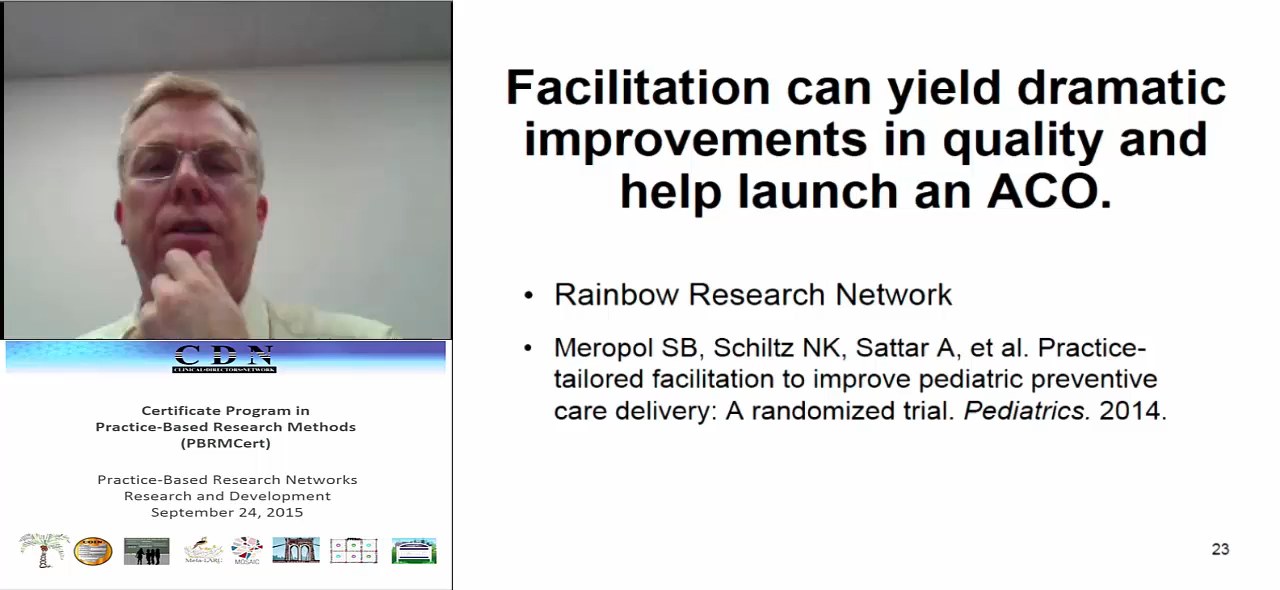 Facilitation can yield dramatic
improvements in quality and
help launch an ACO.
• Rainbow Research Network
• Meropol SB, Schiltz NK, Sattar A, et al. Practice-
tailored facilitation to improve pediatric preventive
care delivery: A randomized trial. Pediatrics. 2014.
23
CDN
CLINICAL DIRECTORS NETWORK
Certificate Program in
Practice-Based Research Methods
(PBRMCert)
Practice-Based Research Networks
Research and Development
September 24, 2015
MOSAIC